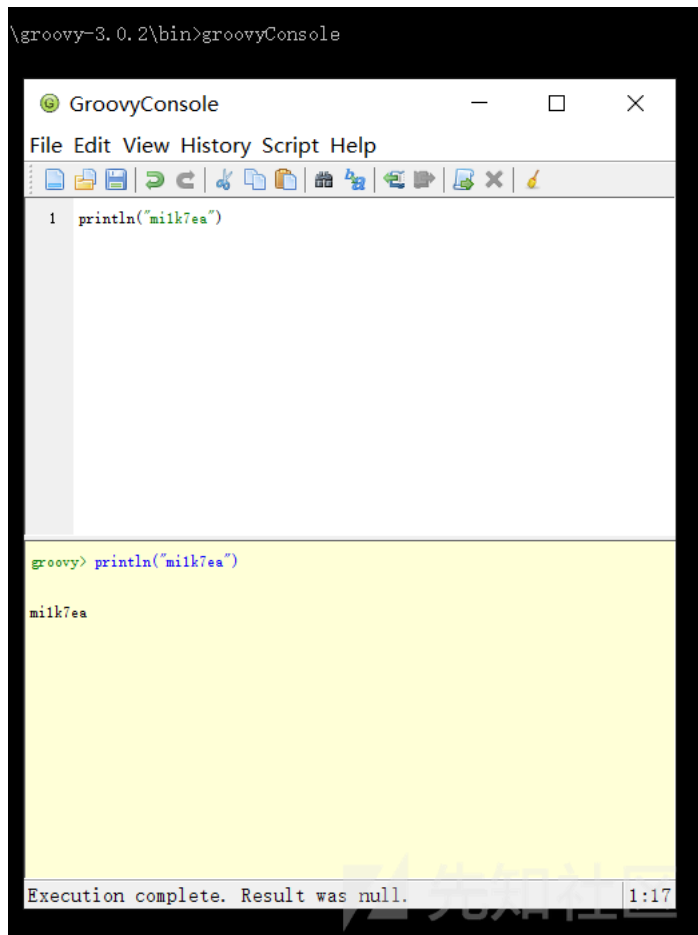 \groovy-3.0.2\bin>groovyConsole
GroovyConsole
File Edit View History Script Help
1 println("mi1k7ea")
groovy> println("mi1k7ea")
mi1k7ea
Execution complete. Result was null.
1:17
先知社区